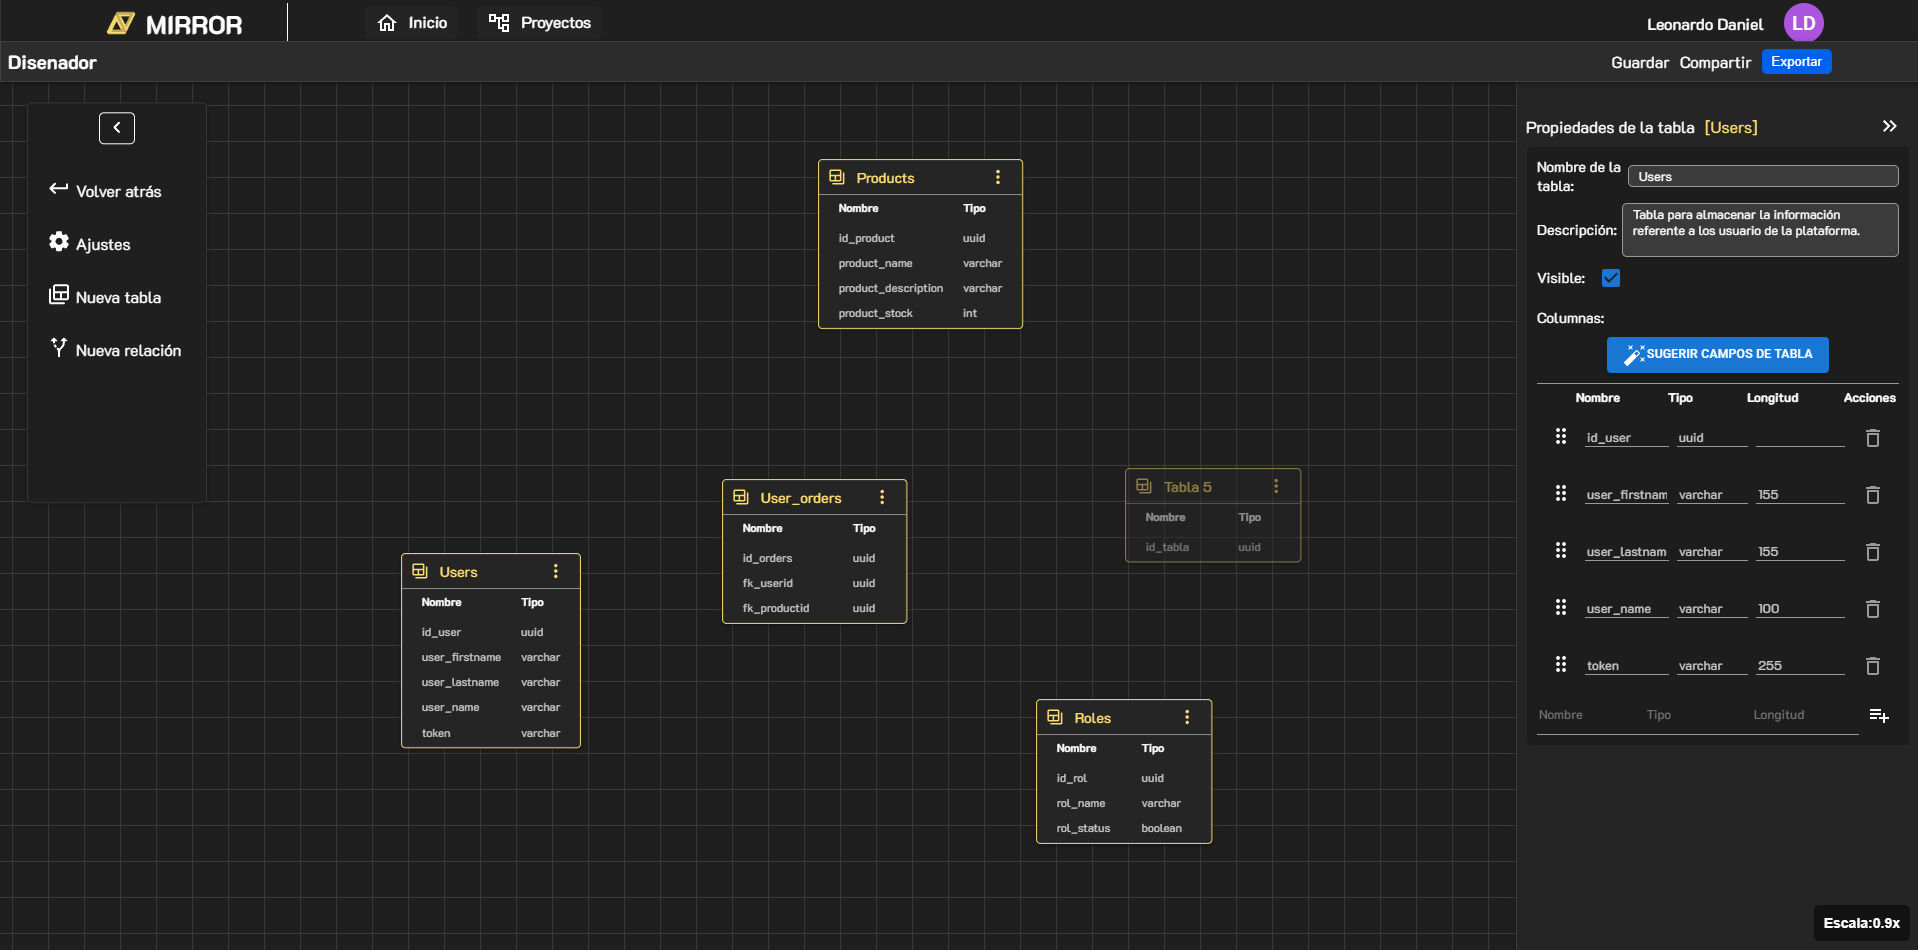 MIRROR
Inicio
Proyectos
Leonardo Daniel
LD
Disenador
Guardar
Compartir
Exportar
Volver atrás
Ajustes
Nueva tabla
Nueva relación
Products
Nombre Tipo
id_product uuid
product_name varchar
product_description varchar
product_stock int
User_orders
Nombre Tipo
id_orders uuid
fk_userid uuid
fk_productid uuid
Tabla 5
Nombre Tipo
id_tabla uuid
Users
Nombre Tipo
id_user uuid
user_firstname varchar
user_lastname varchar
user_name varchar
token varchar
Roles
Nombre Tipo
id_rol uuid
rol_name varchar
rol_status boolean
Propiedades de la tabla [Users]
Nombre de la
tabla:
Users
Descripción:
Tabla para almacenar la información
referente a los usuario de la plataforma.
Visible:
Columnas:
SUGERIR CAMPOS DE TABLA
Nombre Tipo Longitud Acciones
id_user uuid
user_firstnam varchar 155
user_lastnam varchar 155
user_name varchar 100
token varchar 255
Nombre Tipo Longitud
Escala:0.9x